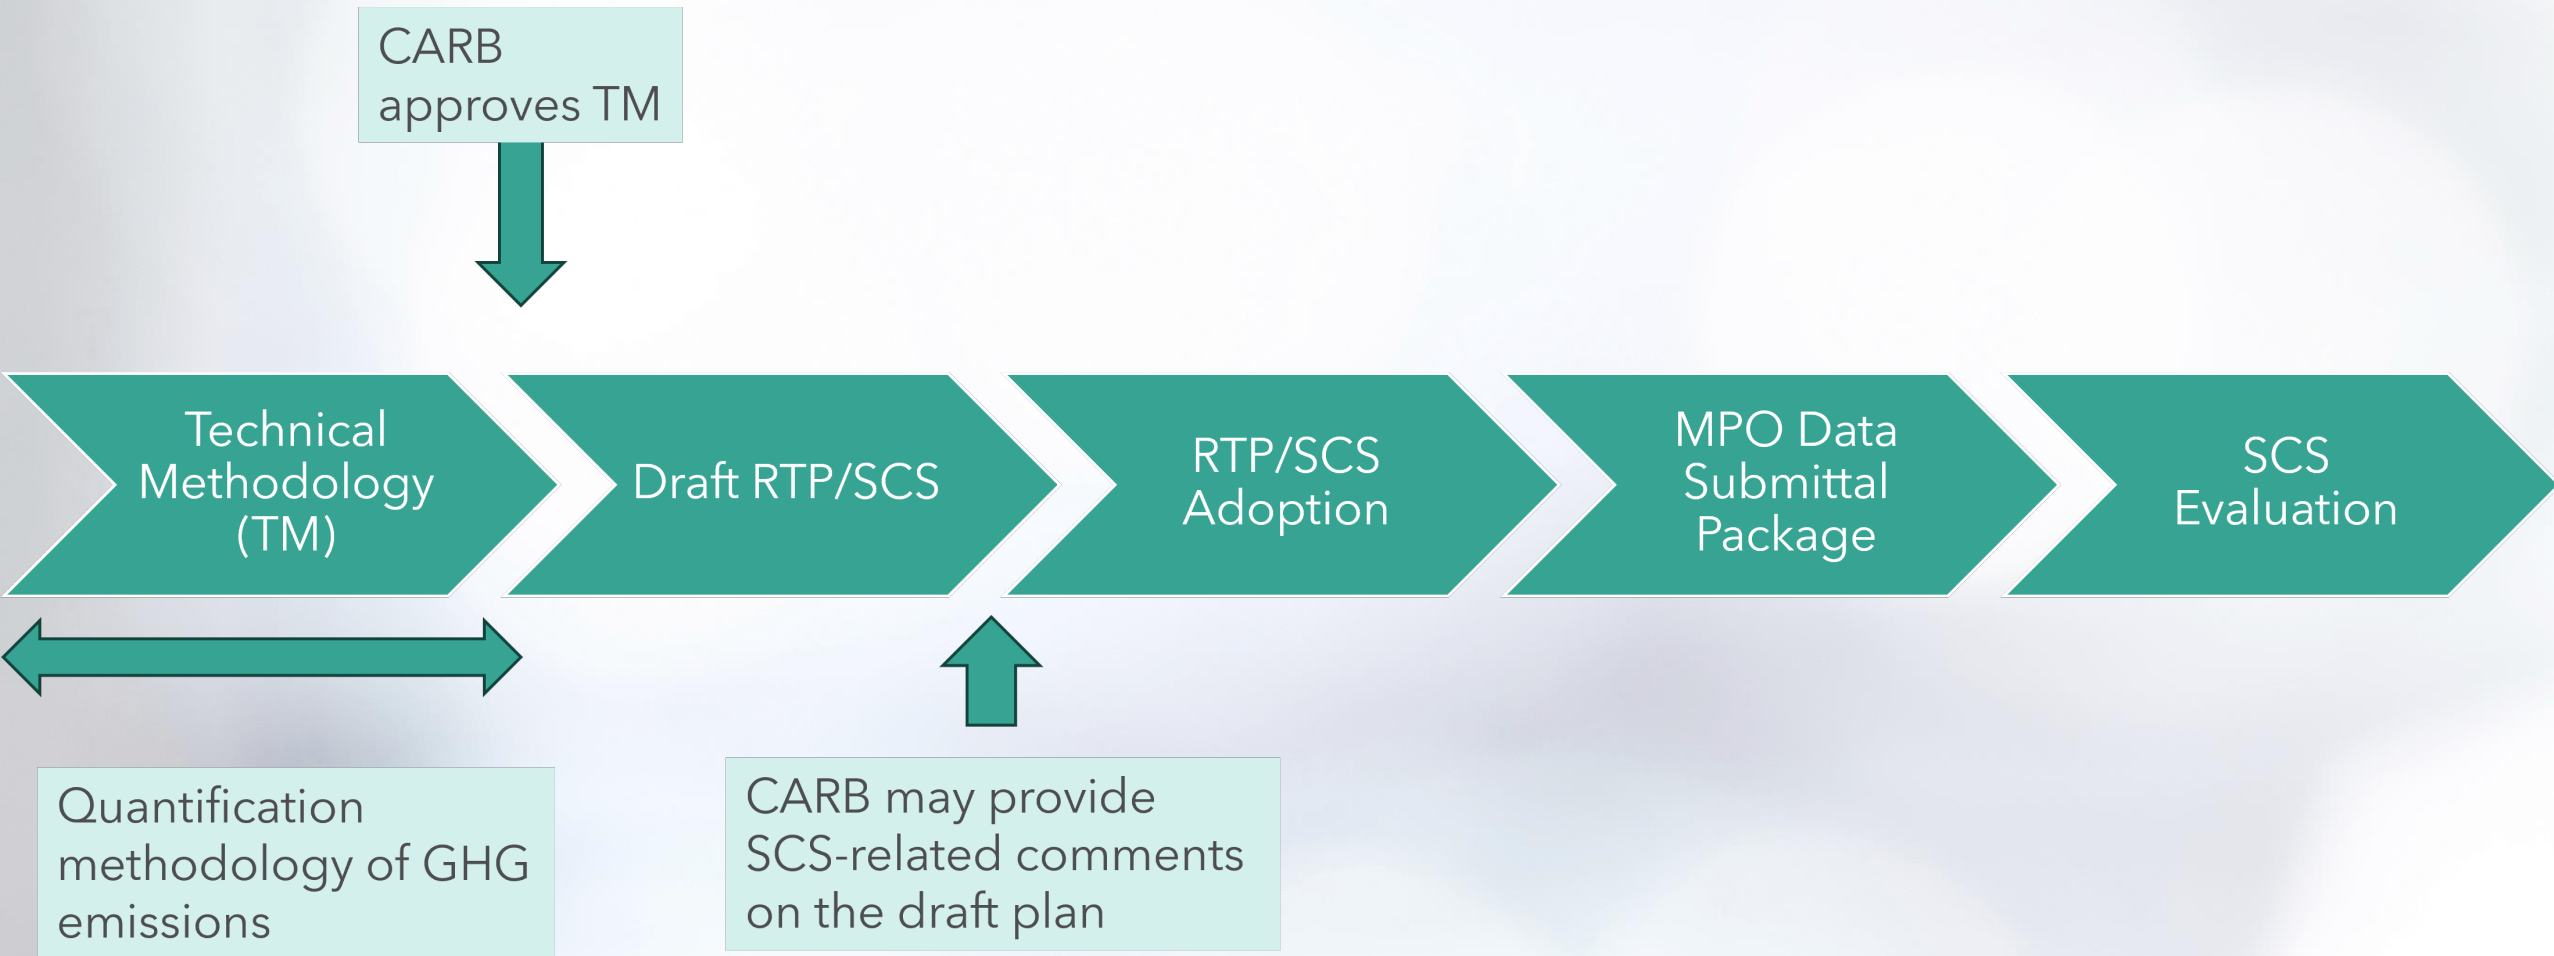 CARB
approves TM
Technical
Methodology
(TM)
Draft RTP/SCS
RTP/SCS
Adoption
MPO Data
Submittal
Package
SCS
Evaluation
Quantification
methodology of GHG
emissions
CARB may provide
SCS-related comments
on the draft plan